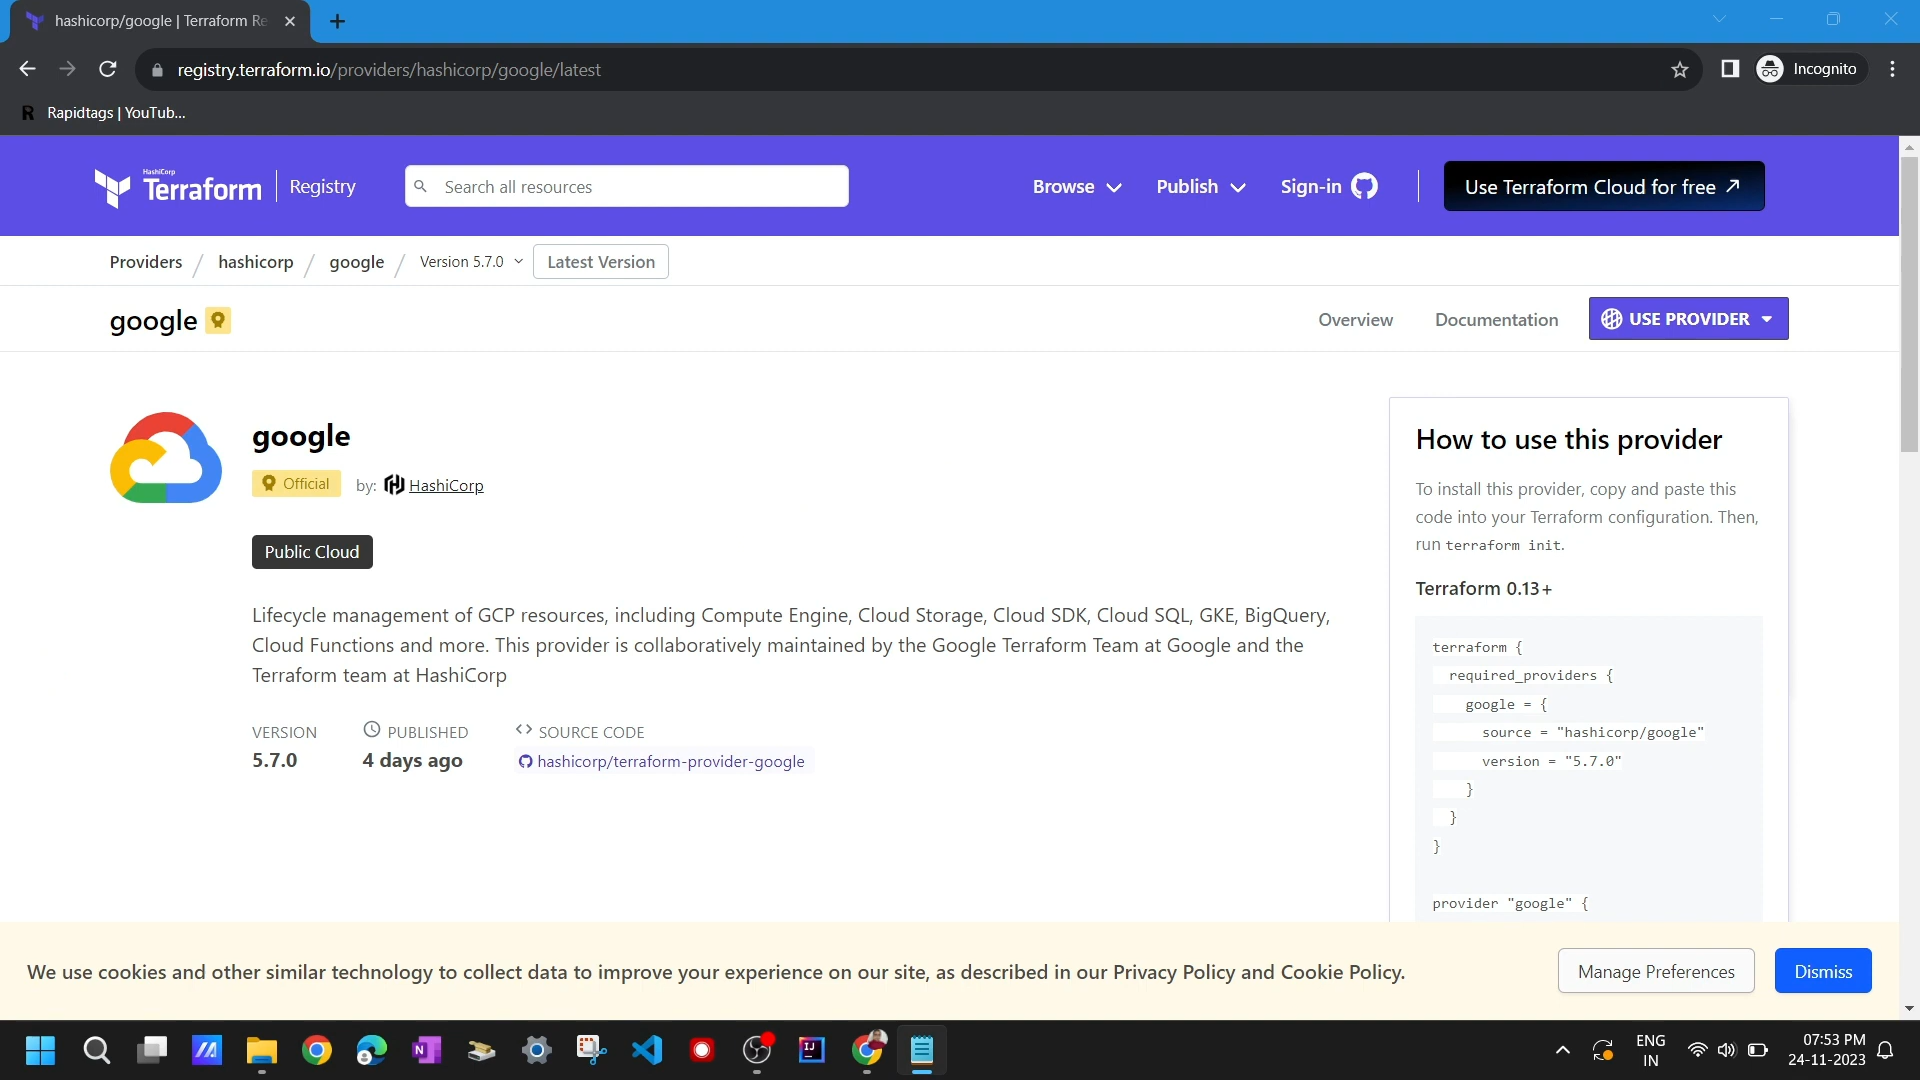 hashicorp/google | Terraform Re
registry.terraform.io/providers/hashicorp/google/latest
Incognito
R Rapidtags | YouTub...
HashiCorp
Terraform
Registry
Search all resources
Browse
Publish
Sign-in
Use Terraform Cloud for free
Providers / hashicorp / google / Version 5.7.0
Latest Version
google
Overview
Documentation
USE PROVIDER
google
Official
by: HashiCorp
Public Cloud
Lifecycle management of GCP resources, including Compute Engine, Cloud Storage, Cloud SDK, Cloud SQL, GKE, BigQuery,
Cloud Functions and more. This provider is collaboratively maintained by the Google Terraform Team at Google and the
Terraform team at HashiCorp
VERSION
5.7.0
PUBLISHED
4 days ago
<> SOURCE CODE
hashicorp/terraform-provider-google
How to use this provider
To install this provider, copy and paste this
code into your Terraform configuration. Then,
run terraform init.
Terraform 0.13+
terraform {
required_providers {
google = {
source = "hashicorp/google"
version = "5.7.0"
}
}
}
provider "google" {
We use cookies and other similar technology to collect data to improve your experience on our site, as described in our Privacy Policy and Cookie Policy.
Manage Preferences
Dismiss
N
IJ
ENG
IN
07:53 PM
24-11-2023